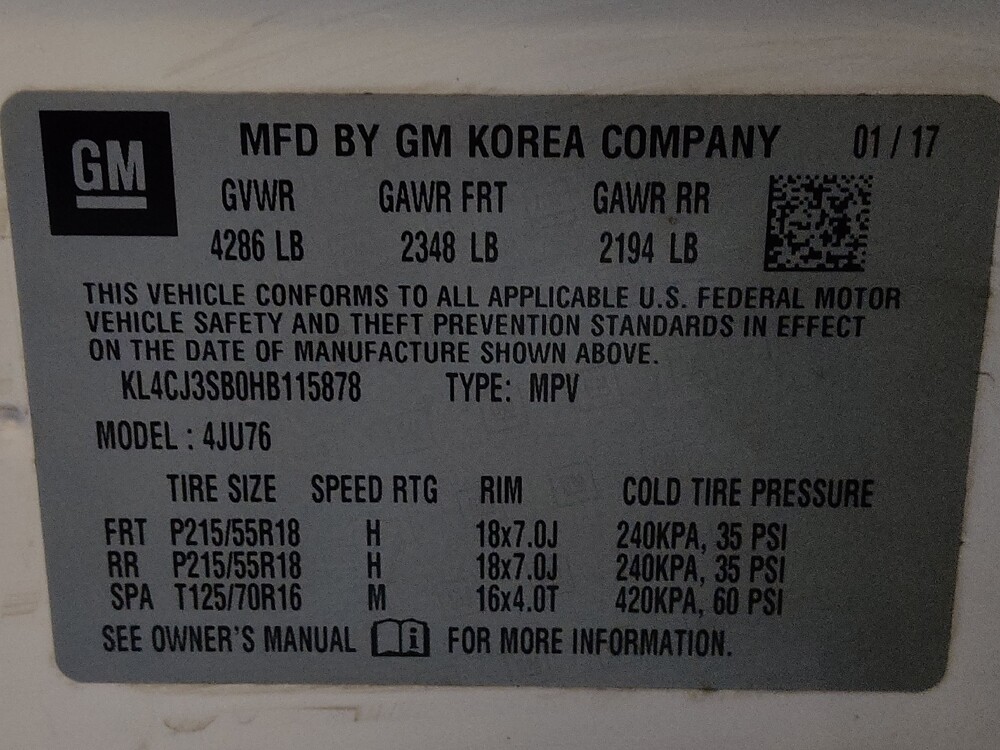 GM
MFD BY GM KOREA COMPANY 01 / 17
GVWR GAWR FRT GAWR RR
4286 LB 2348 LB 2194 LB
THIS VEHICLE CONFORMS TO ALL APPLICABLE U.S. FEDERAL MOTOR
VEHICLE SAFETY AND THEFT PREVENTION STANDARDS IN EFFECT
ON THE DATE OF MANUFACTURE SHOWN ABOVE.
KL4CJ3SB0HB115878 TYPE: MPV
MODEL : 4JU76
TIRE SIZE SPEED RTG RIM COLD TIRE PRESSURE
FRT P215/55R18 H 18x7.0J 240KPA, 35 PSI
RR P215/55R18 H 18x7.0J 240KPA, 35 PSI
SPA T125/70R16 M 16x4.0T 420KPA, 60 PSI
SEE OWNER'S MANUAL i FOR MORE INFORMATION.